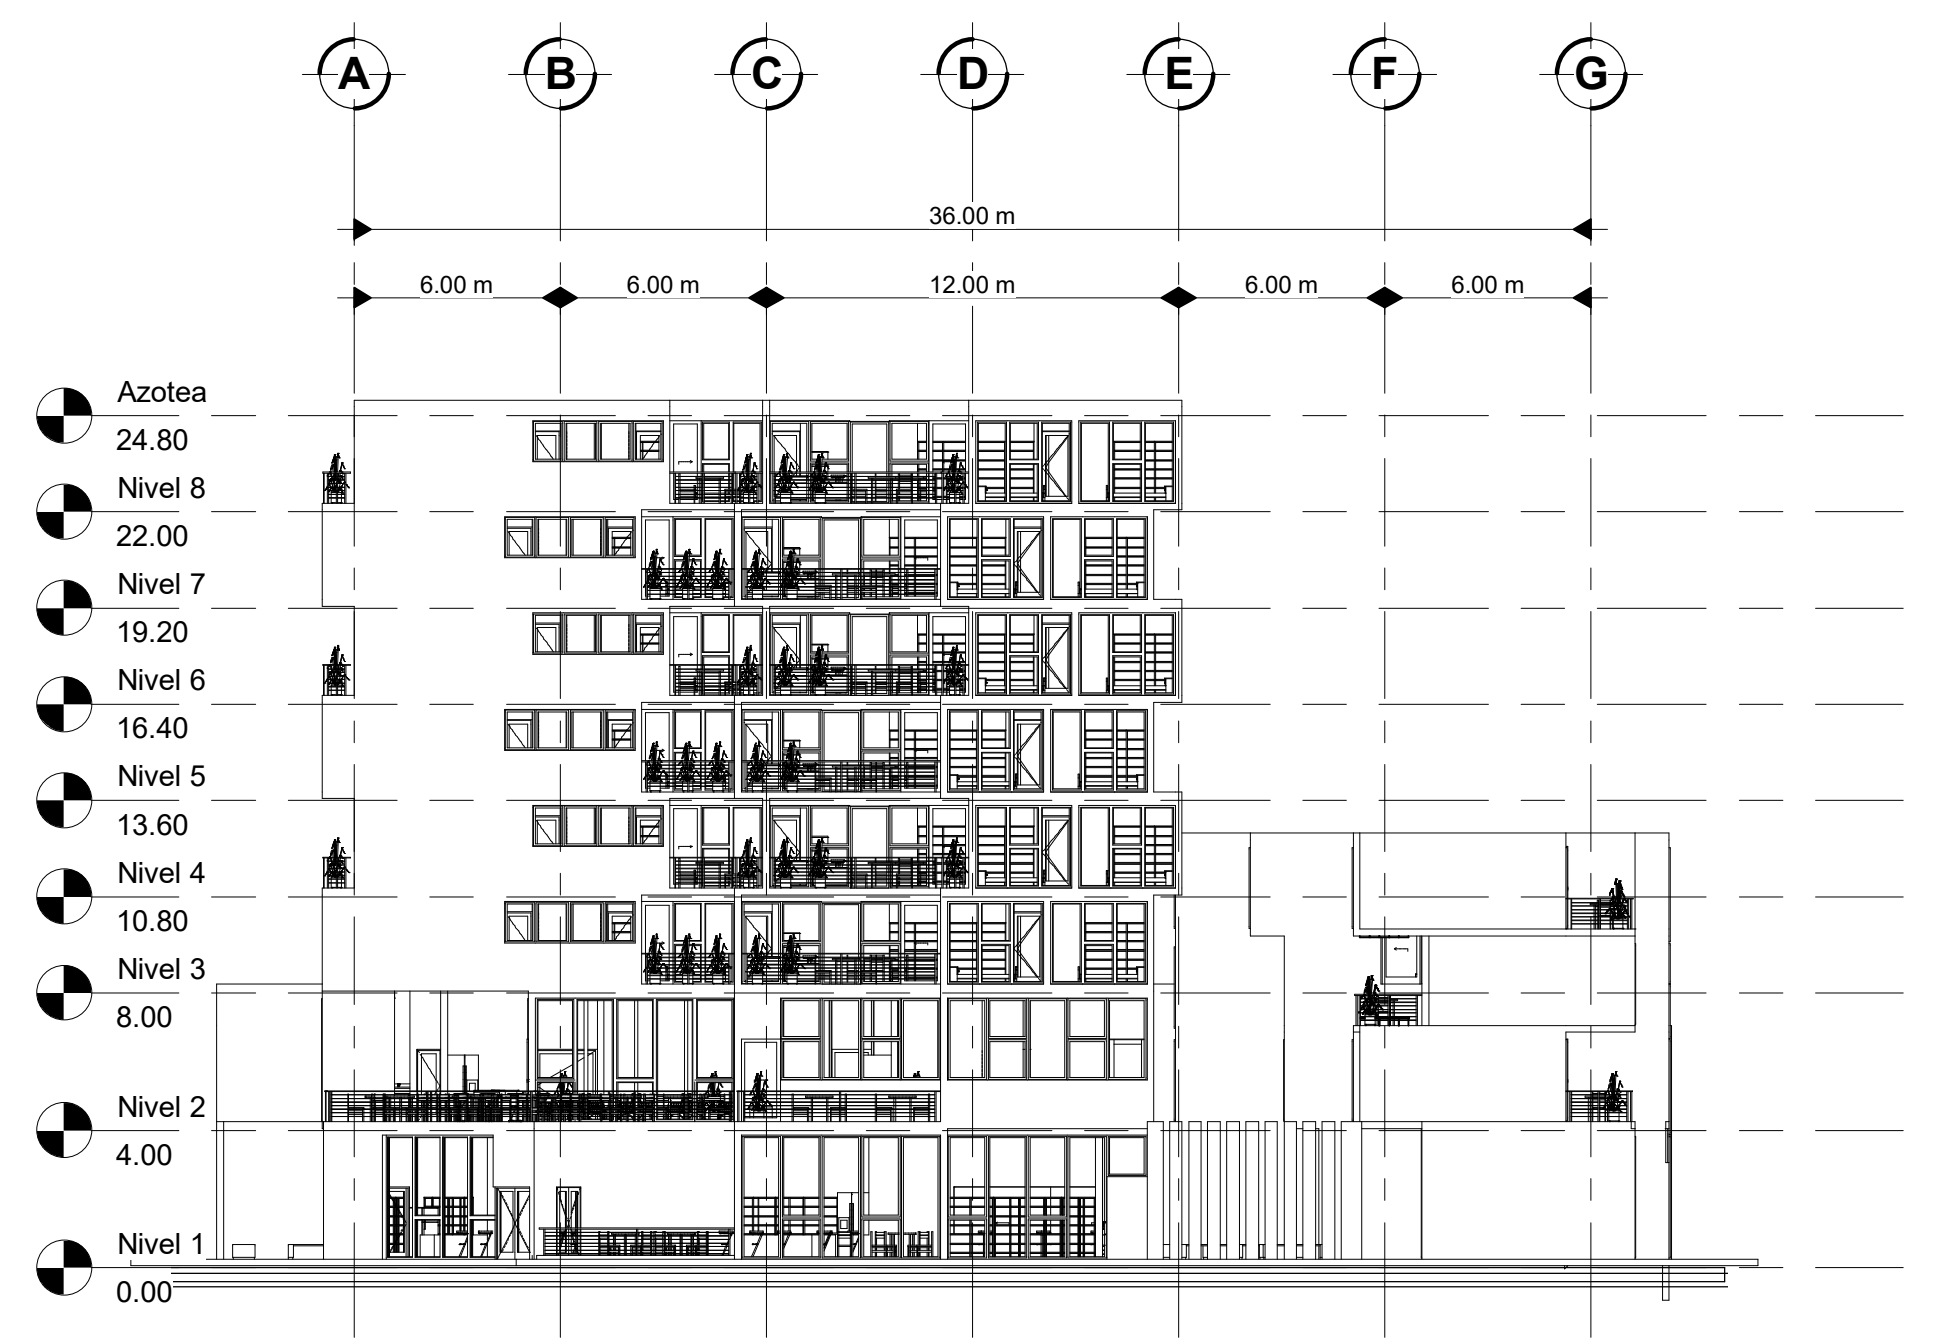 A B C D E F G
36.00 m
6.00 m 6.00 m 12.00 m 6.00 m 6.00 m
Azotea
24.80
Nivel 8
22.00
Nivel 7
19.20
Nivel 6
16.40
Nivel 5
13.60
Nivel 4
10.80
Nivel 3
8.00
Nivel 2
4.00
Nivel 1
0.00